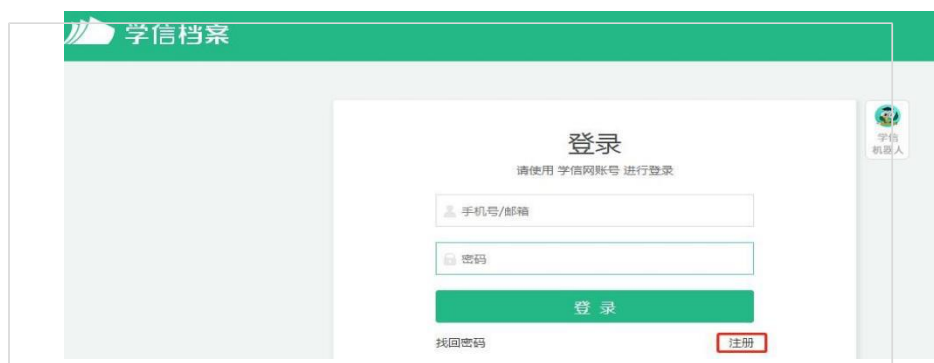 学信档案
学信
机器人
登录
请使用 学信网账号 进行登录
手机号/邮箱
密码
登 录
找回密码
注册